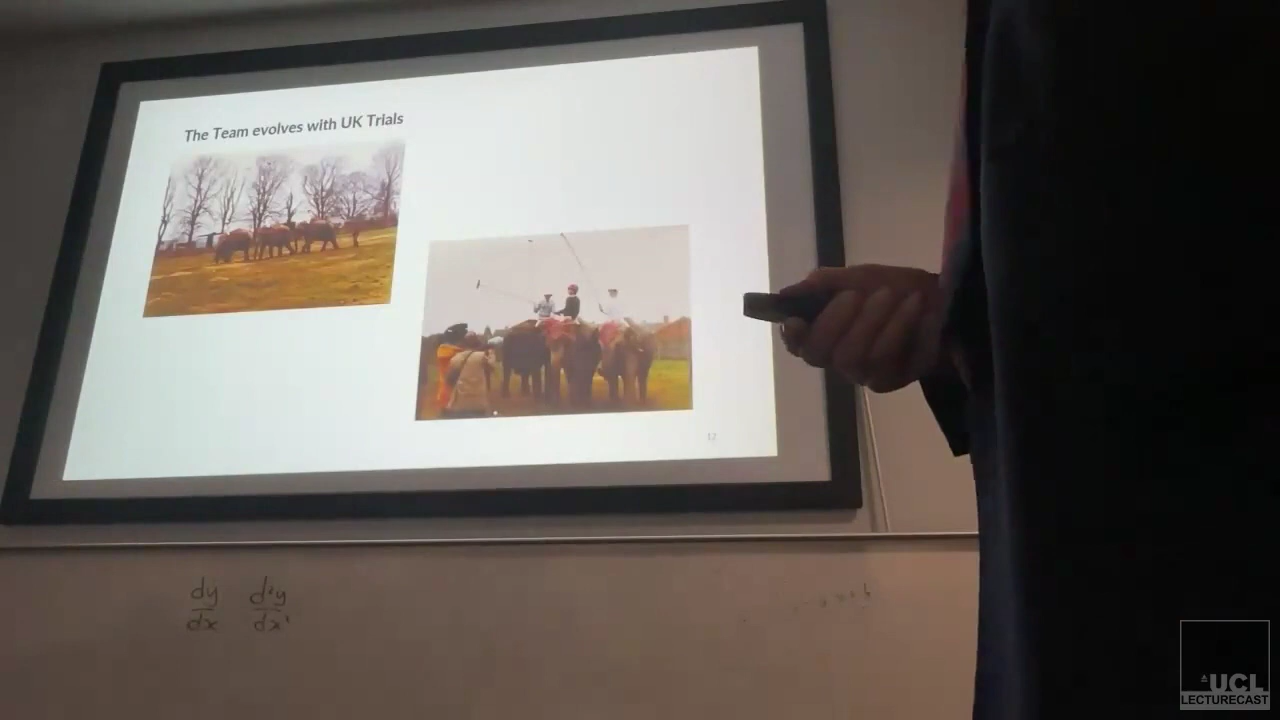 The Team evolves with UK Trials
12
dy d²y
dx dx²
UCL
LECTURECAST